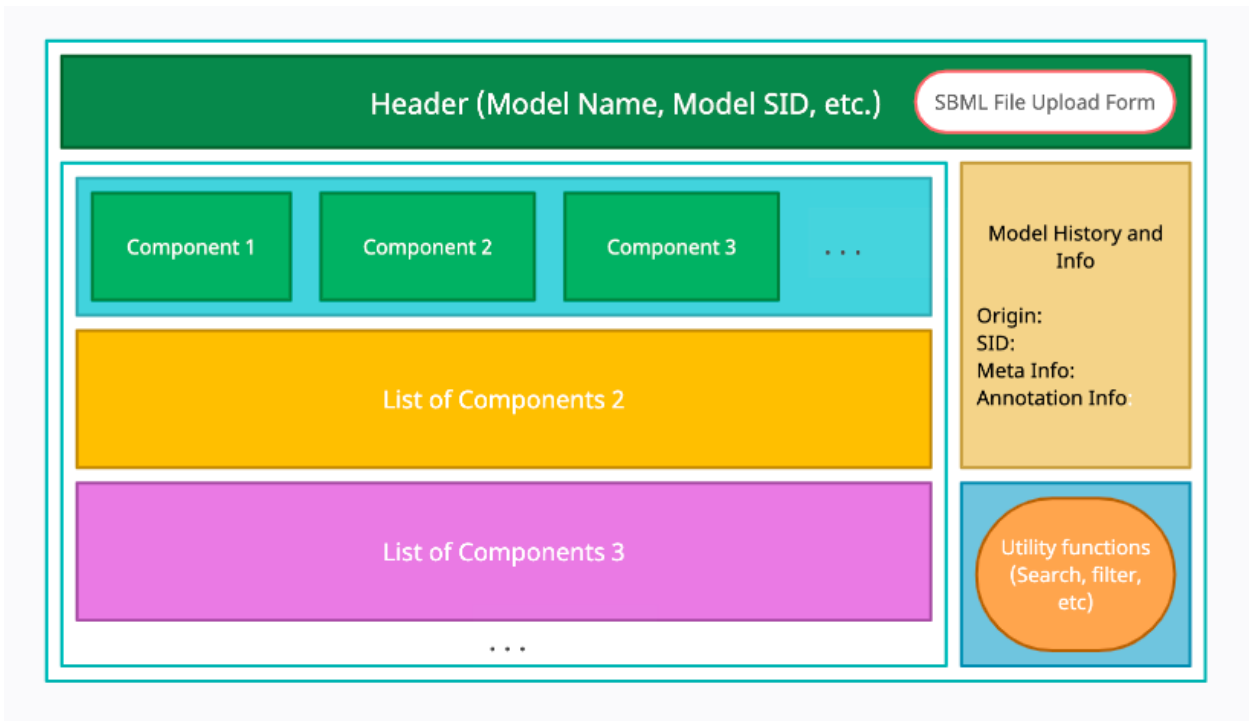 Header (Model Name, Model SID, etc.)
SBML File Upload Form
Component 1
Component 2
Component 3
. . .
List of Components 2
List of Components 3
. . .
Model History and
Info
Origin:
SID:
Meta Info:
Annotation Info:
Utility functions
(Search, filter,
etc)